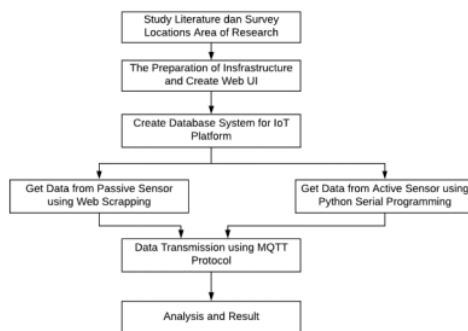 Study Literature dan Survey
Locations Area of Research
The Preparation of Insfrastructure
and Create Web UI
Create Database System for IoT
Platform
Get Data from Passive Sensor
using Web Scrapping
Get Data from Active Sensor using
Python Serial Programming
Data Transmission using MQTT
Protocol
Analysis and Result